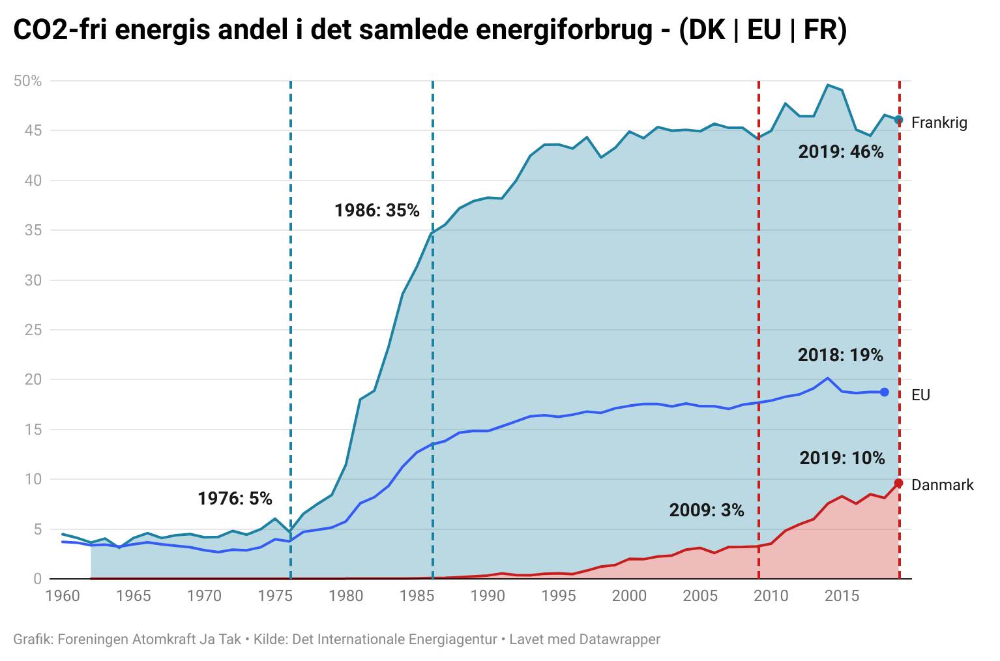 CO2-fri energis andel i det samlede energiforbrug - (DK | EU | FR)
50%
45
40
35
30
25
20
15
10
5
0
1986: 35%
1976: 5%
2019: 46%
2018: 19%
2019: 10%
2009: 3%
Frankrig
EU
Danmark
1960 1965 1970 1975 1980 1985 1990 1995 2000 2005 2010 2015
Grafik: Foreningen Atomkraft Ja Tak • Kilde: Det Internationale Energiagentur • Lavet med Datawrapper